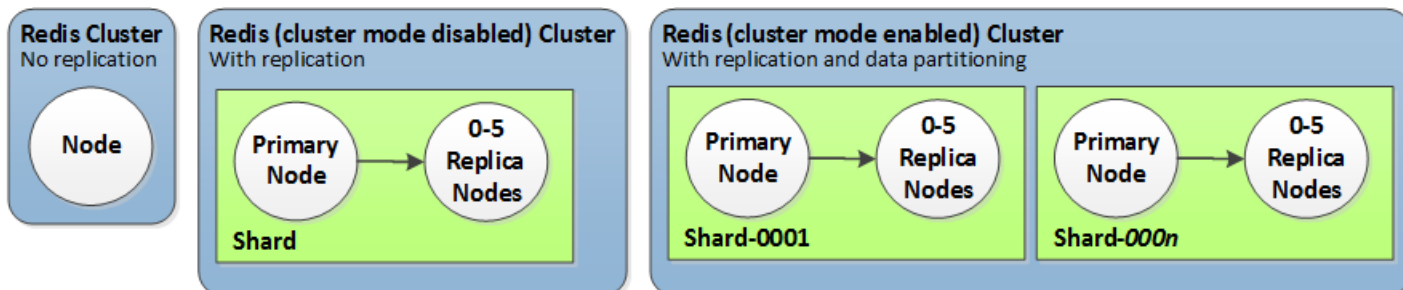 Redis Cluster
No replication
Node
Redis (cluster mode disabled) Cluster
With replication
Primary
Node
0-5
Replica
Nodes
Shard
Redis (cluster mode enabled) Cluster
With replication and data partitioning
Primary
Node
0-5
Replica
Nodes
Shard-0001
Primary
Node
0-5
Replica
Nodes
Shard-000n